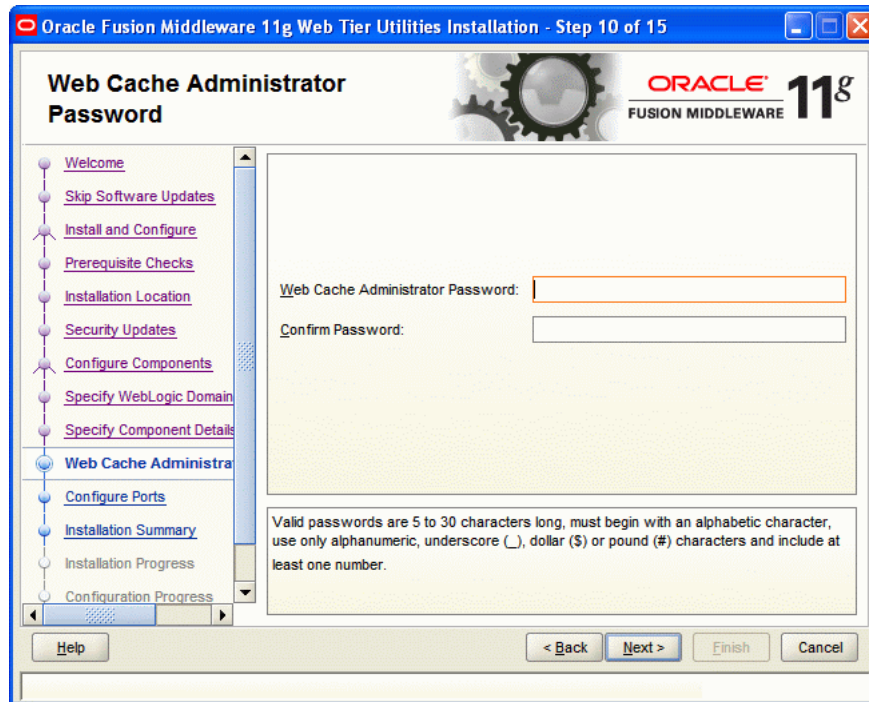 Oracle Fusion Middleware 11g Web Tier Utilities Installation - Step 10 of 15
Web Cache Administrator
Password
ORACLE
FUSION MIDDLEWARE
11g
Welcome
Skip Software Updates
Install and Configure
Prerequisite Checks
Installation Location
Security Updates
Configure Components
Specify WebLogic Domain
Specify Component Details
Web Cache Administra
Configure Ports
Installation Summary
Installation Progress
Configuration Progress
Web Cache Administrator Password:
Confirm Password:
Valid passwords are 5 to 30 characters long, must begin with an alphabetic character,
use only alphanumeric, underscore (_), dollar ($) or pound (#) characters and include at
least one number.
Help
< Back
Next >
Finish
Cancel